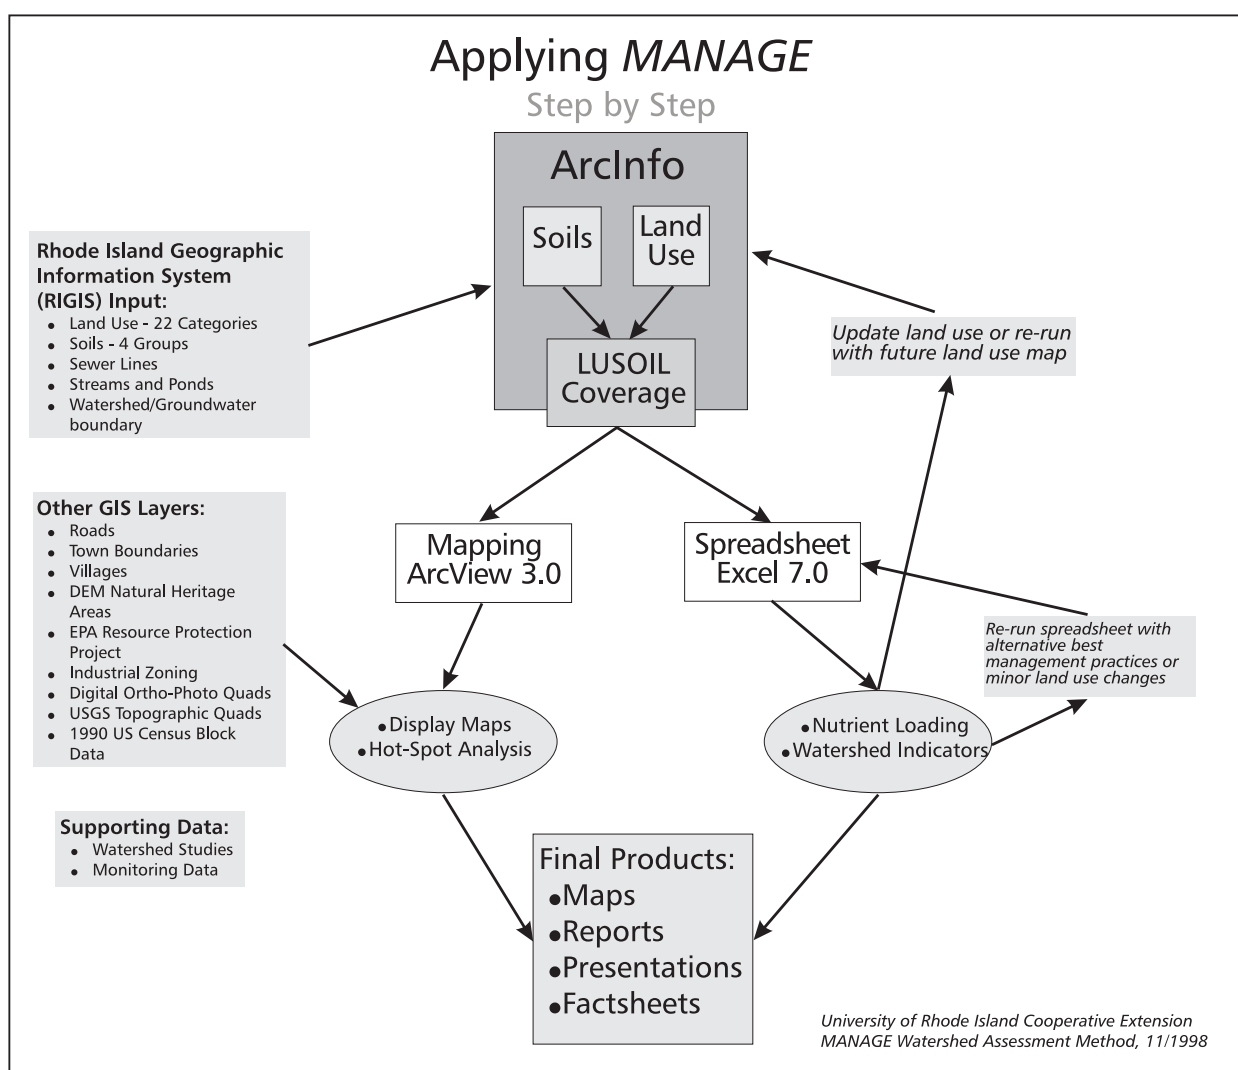 Applying MANAGE
Step by Step
ArcInfo
Soils
Land
Use
LUSOIL
Coverage
Rhode Island Geographic
Information System
(RIGIS) Input:
• Land Use - 22 Categories
• Soils - 4 Groups
• Sewer Lines
• Streams and Ponds
• Watershed/Groundwater
boundary
Update land use or re-run
with future land use map
Other GIS Layers:
• Roads
• Town Boundaries
• Villages
• DEM Natural Heritage
Areas
• EPA Resource Protection
Project
• Industrial Zoning
• Digital Ortho-Photo Quads
• USGS Topographic Quads
• 1990 US Census Block
Data
Mapping
ArcView 3.0
Spreadsheet
Excel 7.0
Re-run spreadsheet with
alternative best
management practices or
minor land use changes
• Display Maps
• Hot-Spot Analysis
• Nutrient Loading
• Watershed Indicators
Supporting Data:
• Watershed Studies
• Monitoring Data
Final Products:
• Maps
• Reports
• Presentations
• Factsheets
University of Rhode Island Cooperative Extension
MANAGE Watershed Assessment Method, 11/1998